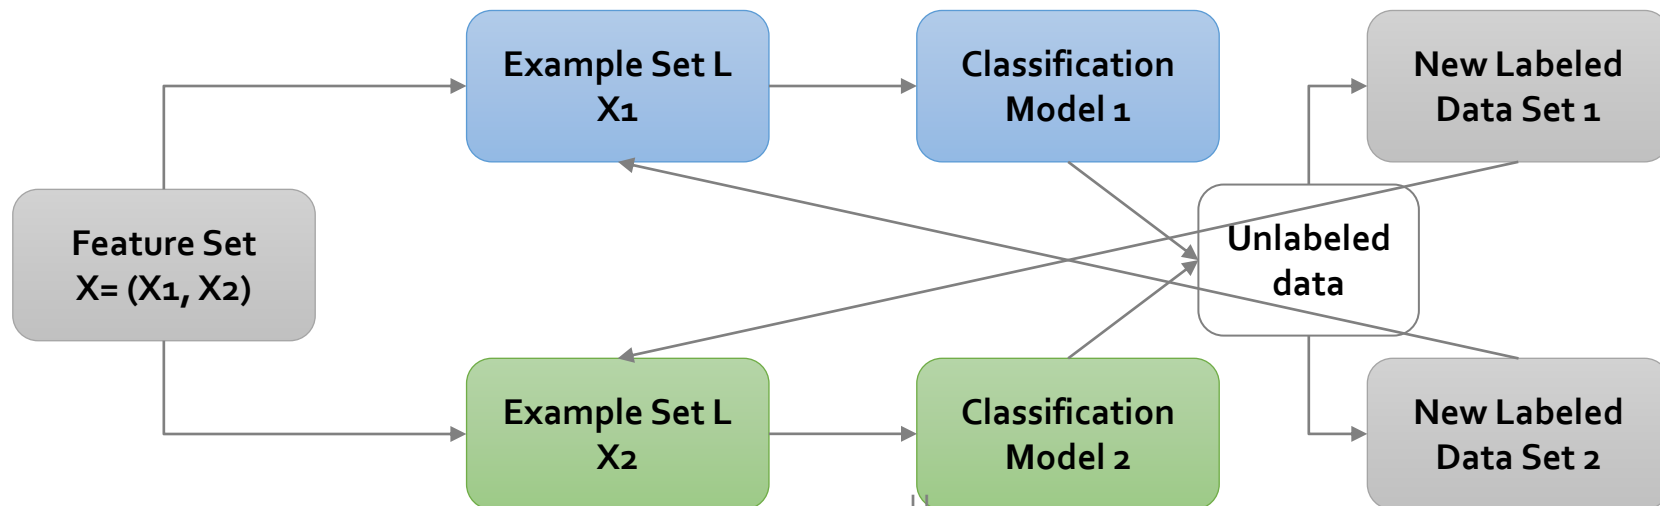 Example Set L
X1
Classification
Model 1
New Labeled
Data Set 1
Feature Set
X= (X1, X2)
Unlabeled
data
Example Set L
X2
Classification
Model 2
New Labeled
Data Set 2